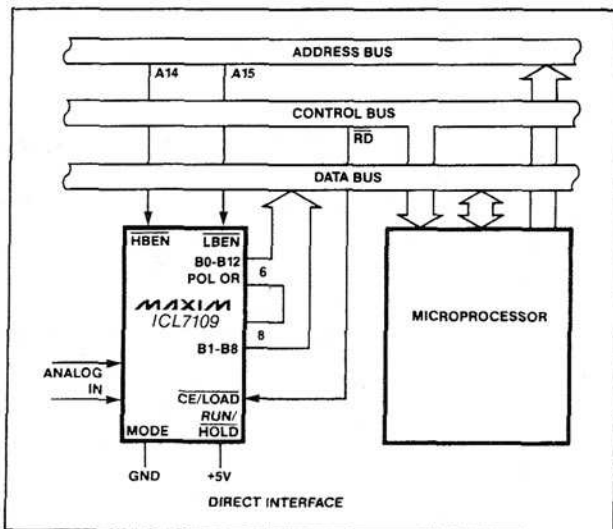 ADDRESS BUS
A14
A15
CONTROL BUS
RD
DATA BUS
HBEN
LBEN
B0-B12
POL OR
6
MAXIM
ICL7109
8
B1-B8
MICROPROCESSOR
ANALOG
IN
CE/LOAD
RUN/
HOLD
MODE
GND
+5V
DIRECT INTERFACE